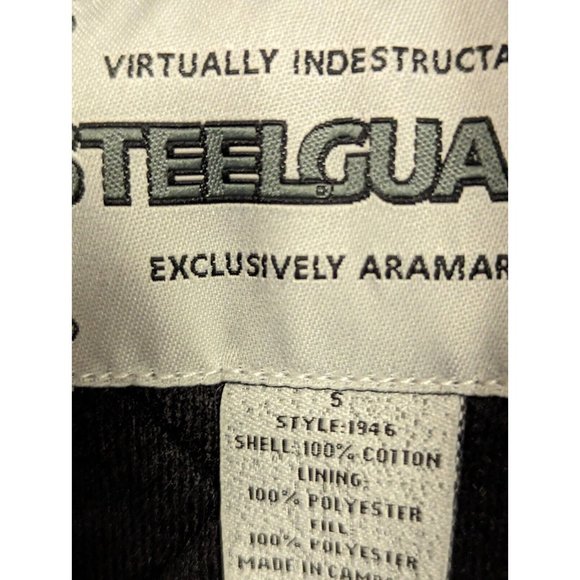 VIRTUALLY INDESTRUCTA
STEELGUA
EXCLUSIVELY ARAMAR
S
STYLE:1946
SHELL:100% COTTON
LINING:
100% POLYESTER
FILL:
100% POLYESTER
MADE IN CAMBO